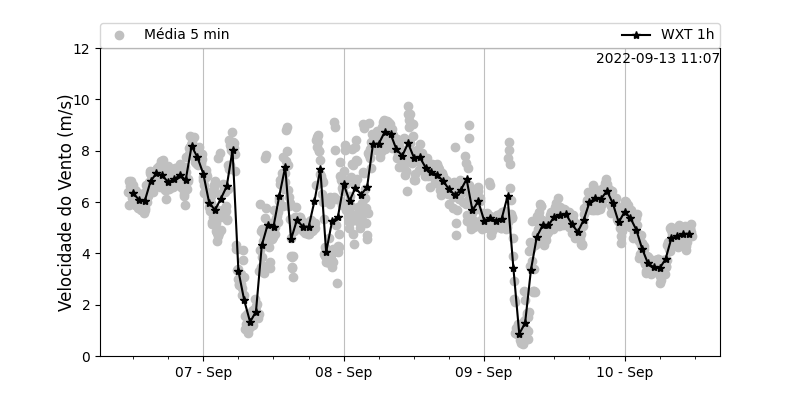 Média 5 min
WXT 1h
2022-09-13 11:07
Velocidade do Vento (m/s)
12
10
8
6
4
2
0
07 - Sep
08 - Sep
09 - Sep
10 - Sep